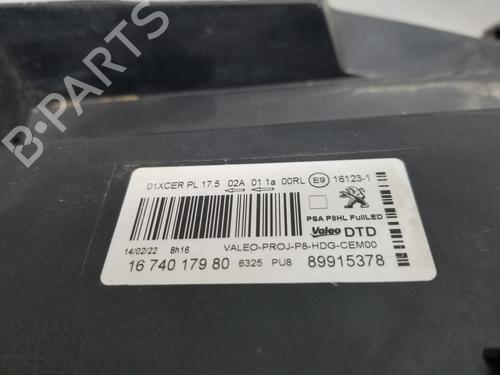 B-PARTS
01XCER PL 17.5 02A 01 1a 00RL E9 16123-1
PSA P8HL FullLED
Valeo DTD
14/02/22 8h16 VALEO-PROJ-P8-HDG-CEM00
16 740 179 80 6325 PU8 89915378